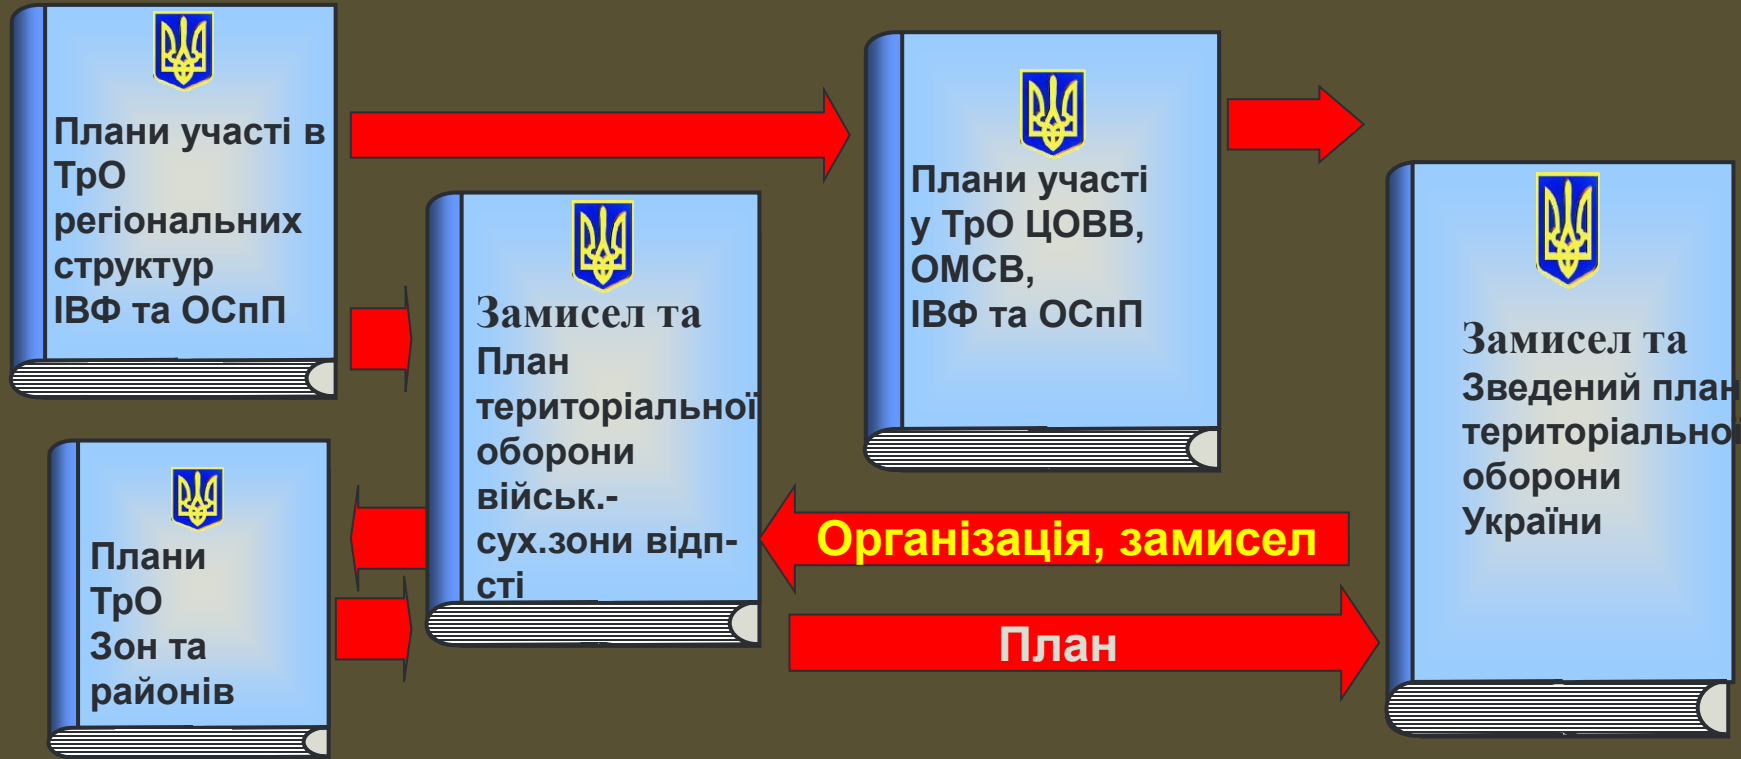 Плани участі в
ТрО
регіональних
структур
ІВФ та ОСпП
Плани участі
у ТрО ЦОВВ,
ОМСВ,
ІВФ та ОСпП
Замисел та
План
територіальної
оборони
військ.-
сух.зони відп-
сті
Замисел та
Зведений план
територіальної
оборони
України
Плани
ТрО
Зон та
районів
Організація, замисел
План